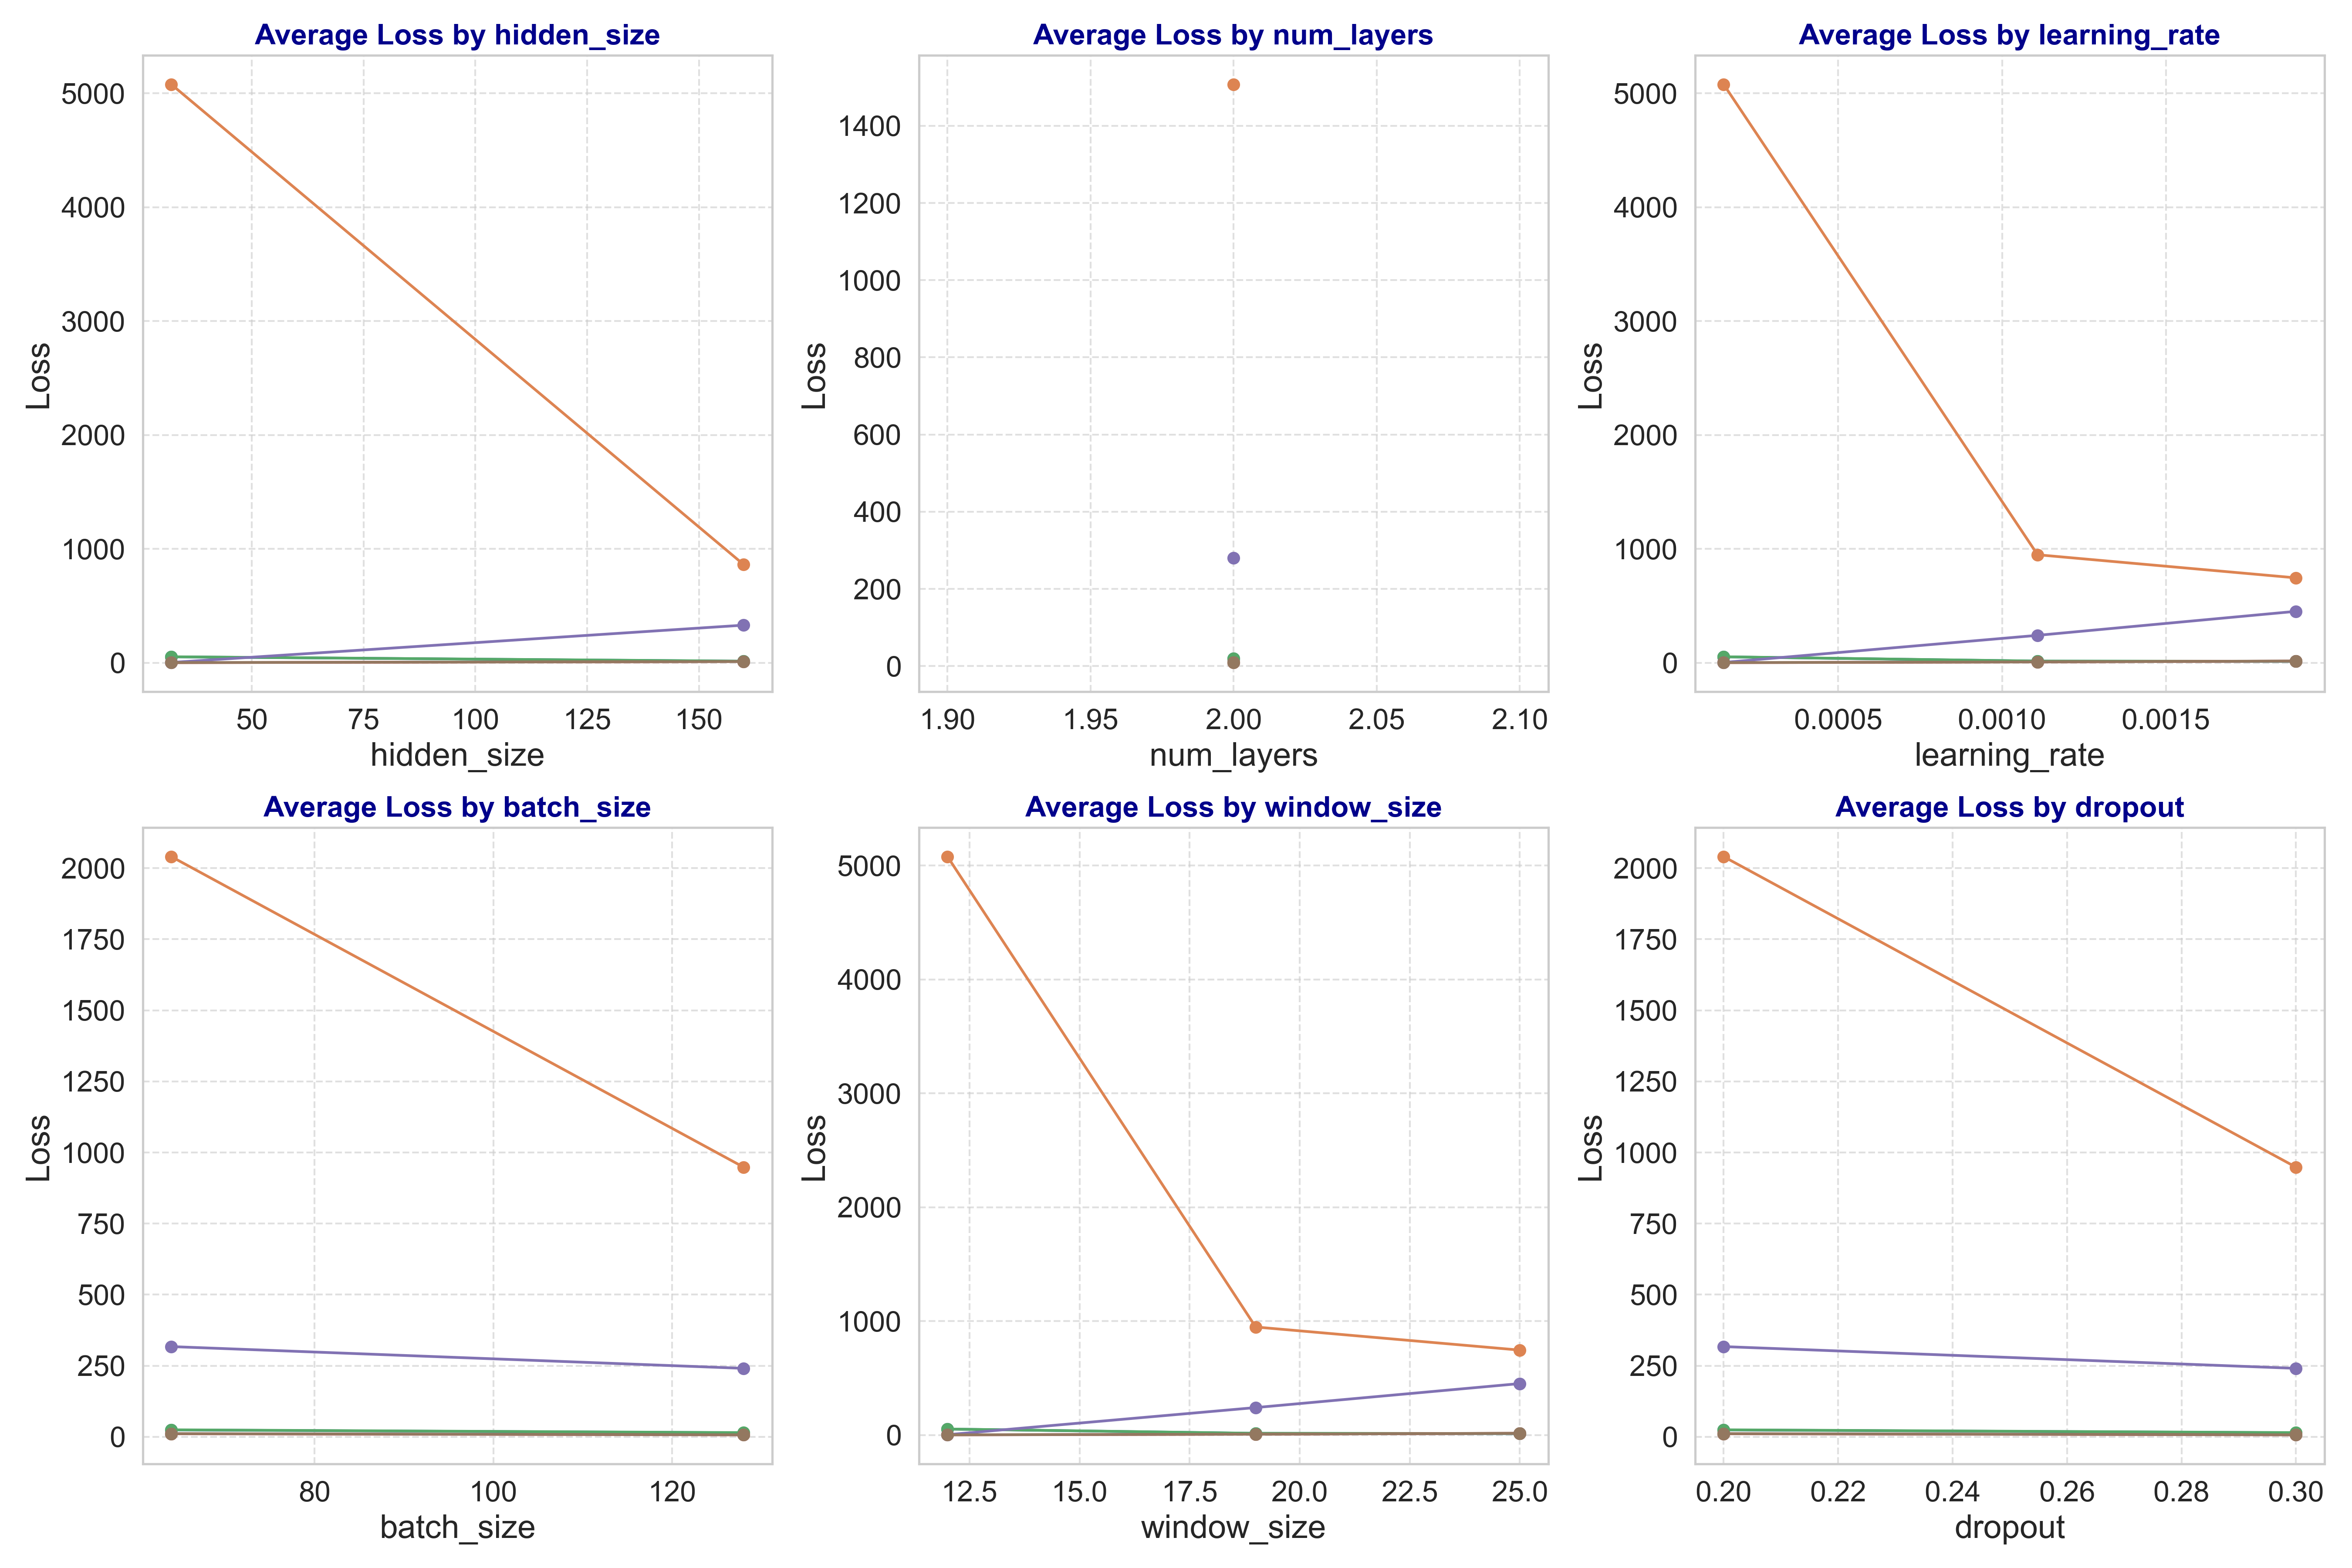 Average Loss by hidden_size
5000
4000
3000
2000
1000
0
Loss
50 75 100 125 150
hidden_size
Average Loss by num_layers
1400
1200
1000
800
600
400
200
0
Loss
1.90 1.95 2.00 2.05 2.10
num_layers
Average Loss by learning_rate
5000
4000
3000
2000
1000
0
Loss
0.0005 0.0010 0.0015
learning_rate
Average Loss by batch_size
2000
1750
1500
1250
1000
750
500
250
0
Loss
80 100 120
batch_size
Average Loss by window_size
5000
4000
3000
2000
1000
0
Loss
12.5 15.0 17.5 20.0 22.5 25.0
window_size
Average Loss by dropout
2000
1750
1500
1250
1000
750
500
250
0
Loss
0.20 0.22 0.24 0.26 0.28 0.30
dropout